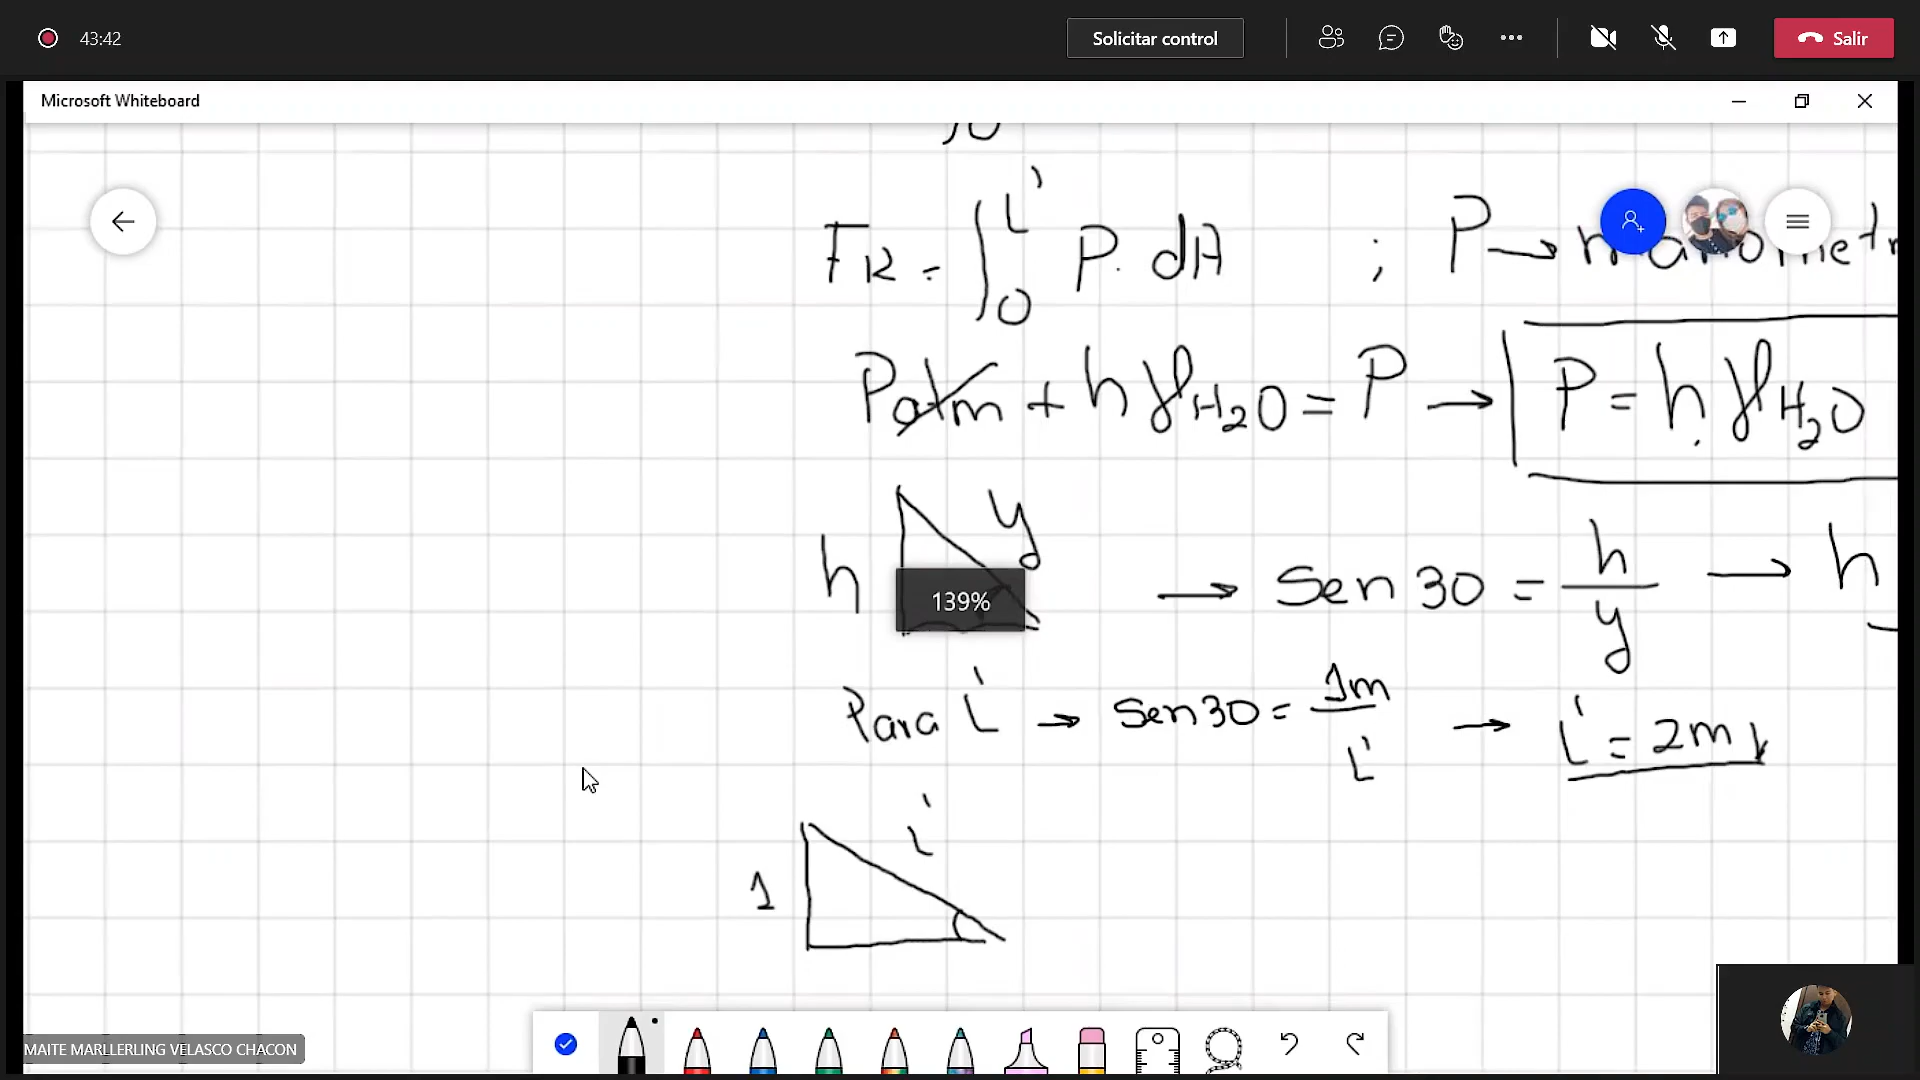 43:42
Solicitar control
Salir
Microsoft Whiteboard
FR = ∫₀^L' P. dA ; P → manometr
Patm + h γH₂O = P → P = h γH₂O
h y
139%
→ Sen 30 = h/y → h
Para L' → Sen30 = 1m/L' → L' = 2m
L'
1
MAITE MARLLERLING VELASCO CHACON